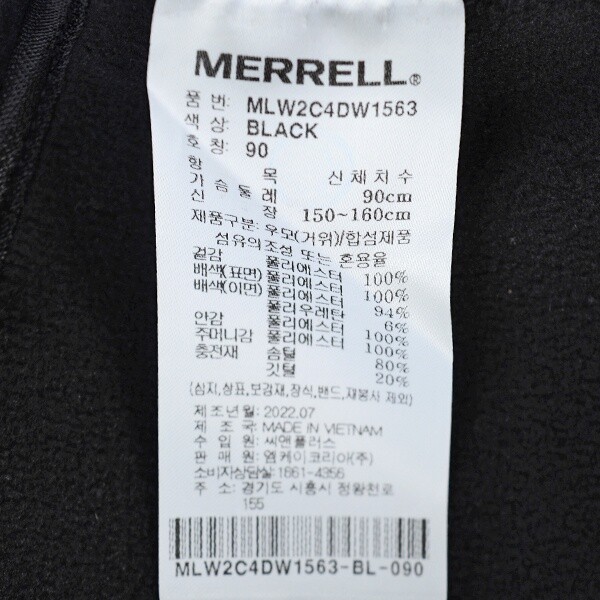 MERRELL®
품 번: MLW2C4DW1563
색 상: BLACK
호 칭: 90
항 목 신체치수
가 슴 둘 레 90cm
신 장 150~160cm
제품구분: 우모(거위)/합섬제품
섬유의 조성 또는 혼용율
겉감 폴리에스터 100%
배색(표면) 폴리에스터 100%
배색(이면) 폴리에스터 94%
폴리우레탄 6%
안감 폴리에스터 100%
주머니감 폴리에스터 100%
충전재 솜털 80%
깃털 20%
(심지,상표,보강재,장식,밴드,재봉사 제외)
제조년월: 2022.07
제 조 국: MADE IN VIETNAM
수 입 원: 씨앤플러스
판 매 원: 엠케이코리아(주)
소비자상담실: 1661-4356
주 소: 경기도 시흥시 정왕천로
155
MLW2C4DW1563-BL-090